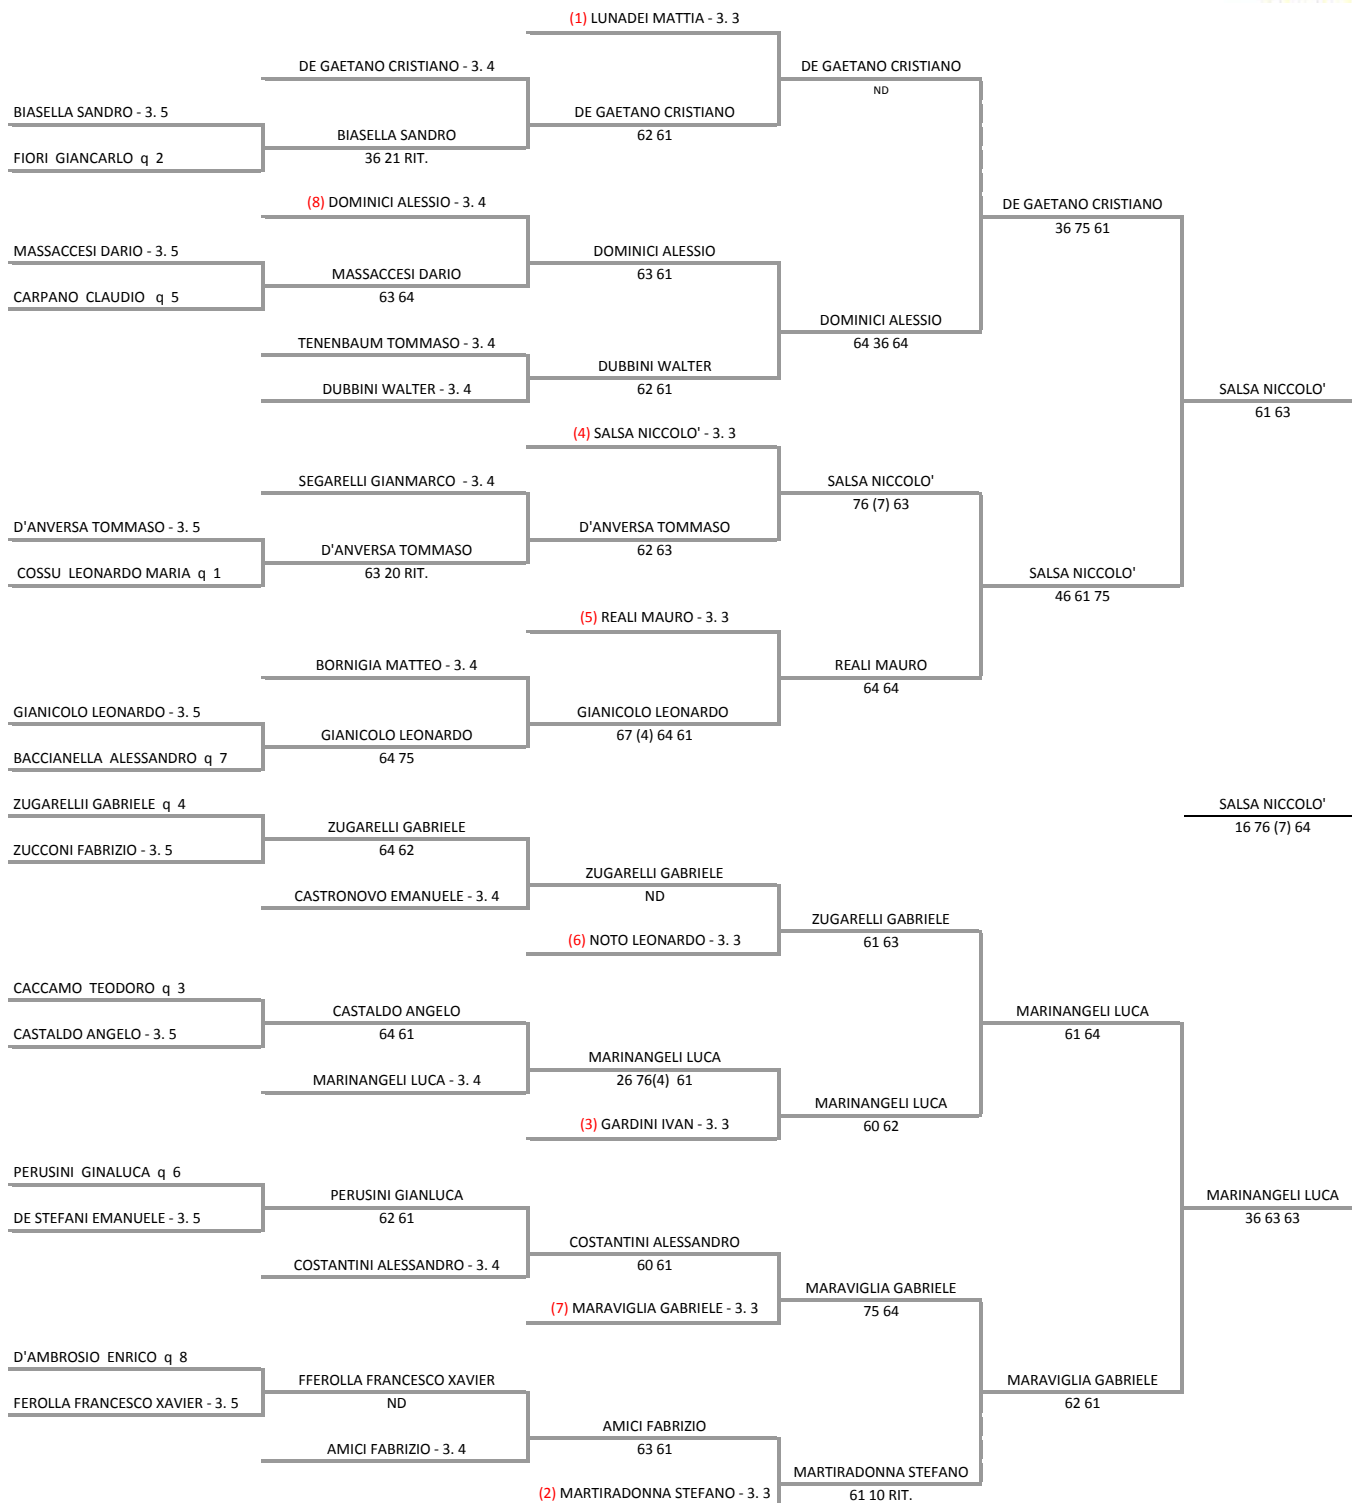 (1) LUNADEI MATTIA - 3. 3
DE GAETANO CRISTIANO - 3. 4
DE GAETANO CRISTIANO
ND
BIASELLA SANDRO - 3. 5
DE GAETANO CRISTIANO
62 61
BIASELLA SANDRO
36 21 RIT.
FIORI GIANCARLO q 2
(8) DOMINICI ALESSIO - 3. 4
DE GAETANO CRISTIANO
36 75 61
MASSACCESI DARIO - 3. 5
DOMINICI ALESSIO
63 61
MASSACCESI DARIO
63 64
CARPANO CLAUDIO q 5
DOMINICI ALESSIO
64 36 64
TENENBAUM TOMMASO - 3. 4
DUBBINI WALTER
62 61
DUBBINI WALTER - 3. 4
SALSA NICCOLO'
61 63
(4) SALSA NICCOLO' - 3. 3
SEGARELLI GIANMARCO - 3. 4
SALSA NICCOLO'
76 (7) 63
D'ANVERSA TOMMASO - 3. 5
D'ANVERSA TOMMASO
62 63
D'ANVERSA TOMMASO
63 20 RIT.
COSSU LEONARDO MARIA q 1
SALSA NICCOLO'
46 61 75
(5) REALI MAURO - 3. 3
BORNIGIA MATTEO - 3. 4
REALI MAURO
64 64
GIANICOLO LEONARDO - 3. 5
GIANICOLO LEONARDO
67 (4) 64 61
GIANICOLO LEONARDO
64 75
BACCIANELLA ALESSANDRO q 7
ZUGARELLII GABRIELE q 4
SALSA NICCOLO'
16 76 (7) 64
ZUGARELLI GABRIELE
64 62
ZUCCONI FABRIZIO - 3. 5
ZUGARELLI GABRIELE
ND
CASTRONOVO EMANUELE - 3. 4
ZUGARELLI GABRIELE
61 63
(6) NOTO LEONARDO - 3. 3
CACCAMO TEODORO q 3
CASTALDO ANGELO
64 61
MARINANGELI LUCA
61 64
CASTALDO ANGELO - 3. 5
MARINANGELI LUCA
26 76(4) 61
MARINANGELI LUCA - 3. 4
MARINANGELI LUCA
60 62
(3) GARDINI IVAN - 3. 3
PERUSINI GINALUCA q 6
PERUSINI GIANLUCA
62 61
MARINANGELI LUCA
36 63 63
DE STEFANI EMANUELE - 3. 5
COSTANTINI ALESSANDRO
60 61
COSTANTINI ALESSANDRO - 3. 4
MARAVIGLIA GABRIELE
75 64
(7) MARAVIGLIA GABRIELE - 3. 3
D'AMBROSIO ENRICO q 8
FFEROLLA FRANCESCO XAVIER
ND
MARAVIGLIA GABRIELE
62 61
FEROLLA FRANCESCO XAVIER - 3. 5
AMICI FABRIZIO
63 61
AMICI FABRIZIO - 3. 4
MARTIRADONNA STEFANO
61 10 RIT.
(2) MARTIRADONNA STEFANO - 3. 3